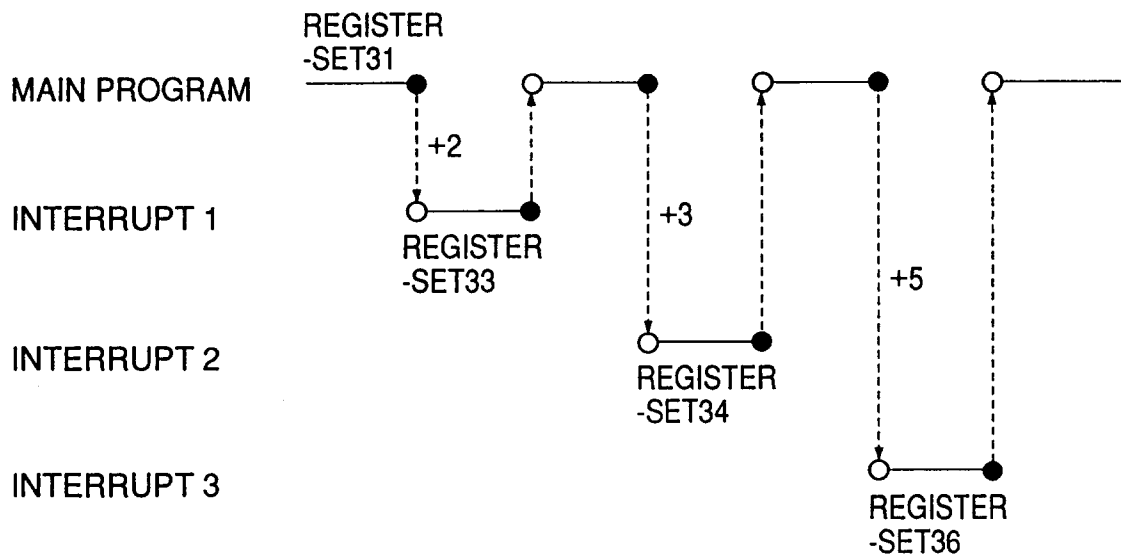 REGISTER
-SET31
MAIN PROGRAM
+2
INTERRUPT 1
+3
REGISTER
-SET33
+5
INTERRUPT 2
REGISTER
-SET34
INTERRUPT 3
REGISTER
-SET36